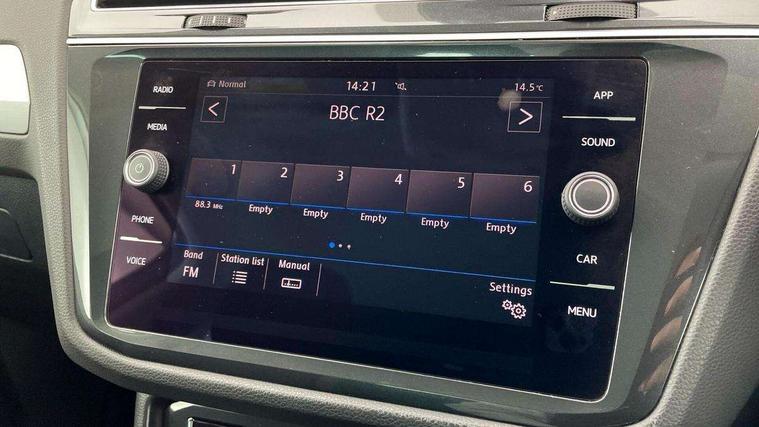 RADIO
MEDIA
PHONE
VOICE
Normal
14:21
14.5°C
BBC R2
1
2
3
4
5
6
88.3 MHz
Empty
Empty
Empty
Empty
Empty
Band
FM
Station list
Manual
Settings
APP
SOUND
CAR
MENU